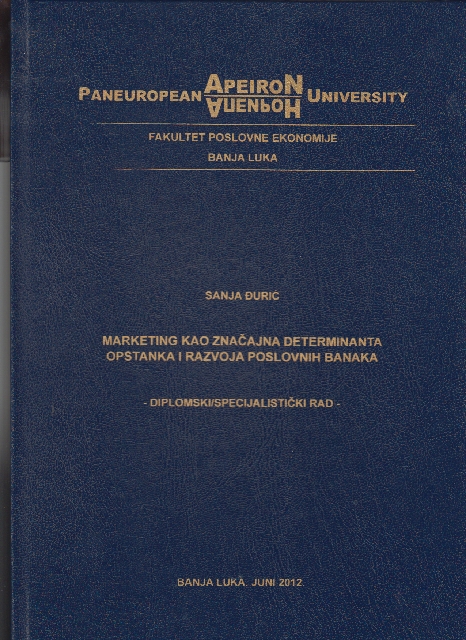 PANEUROPEAN APEIRON UNIVERSITY
АПЕИРОН
FAKULTET POSLOVNE EKONOMIJE
BANJA LUKA
SANJA ĐURIĆ
MARKETING KAO ZNAČAJNA DETERMINANTA
OPSTANKA I RAZVOJA POSLOVNIH BANAKA
- DIPLOMSKI/SPECIJALISTIČKI RAD -
BANJA LUKA, JUNI 2012.